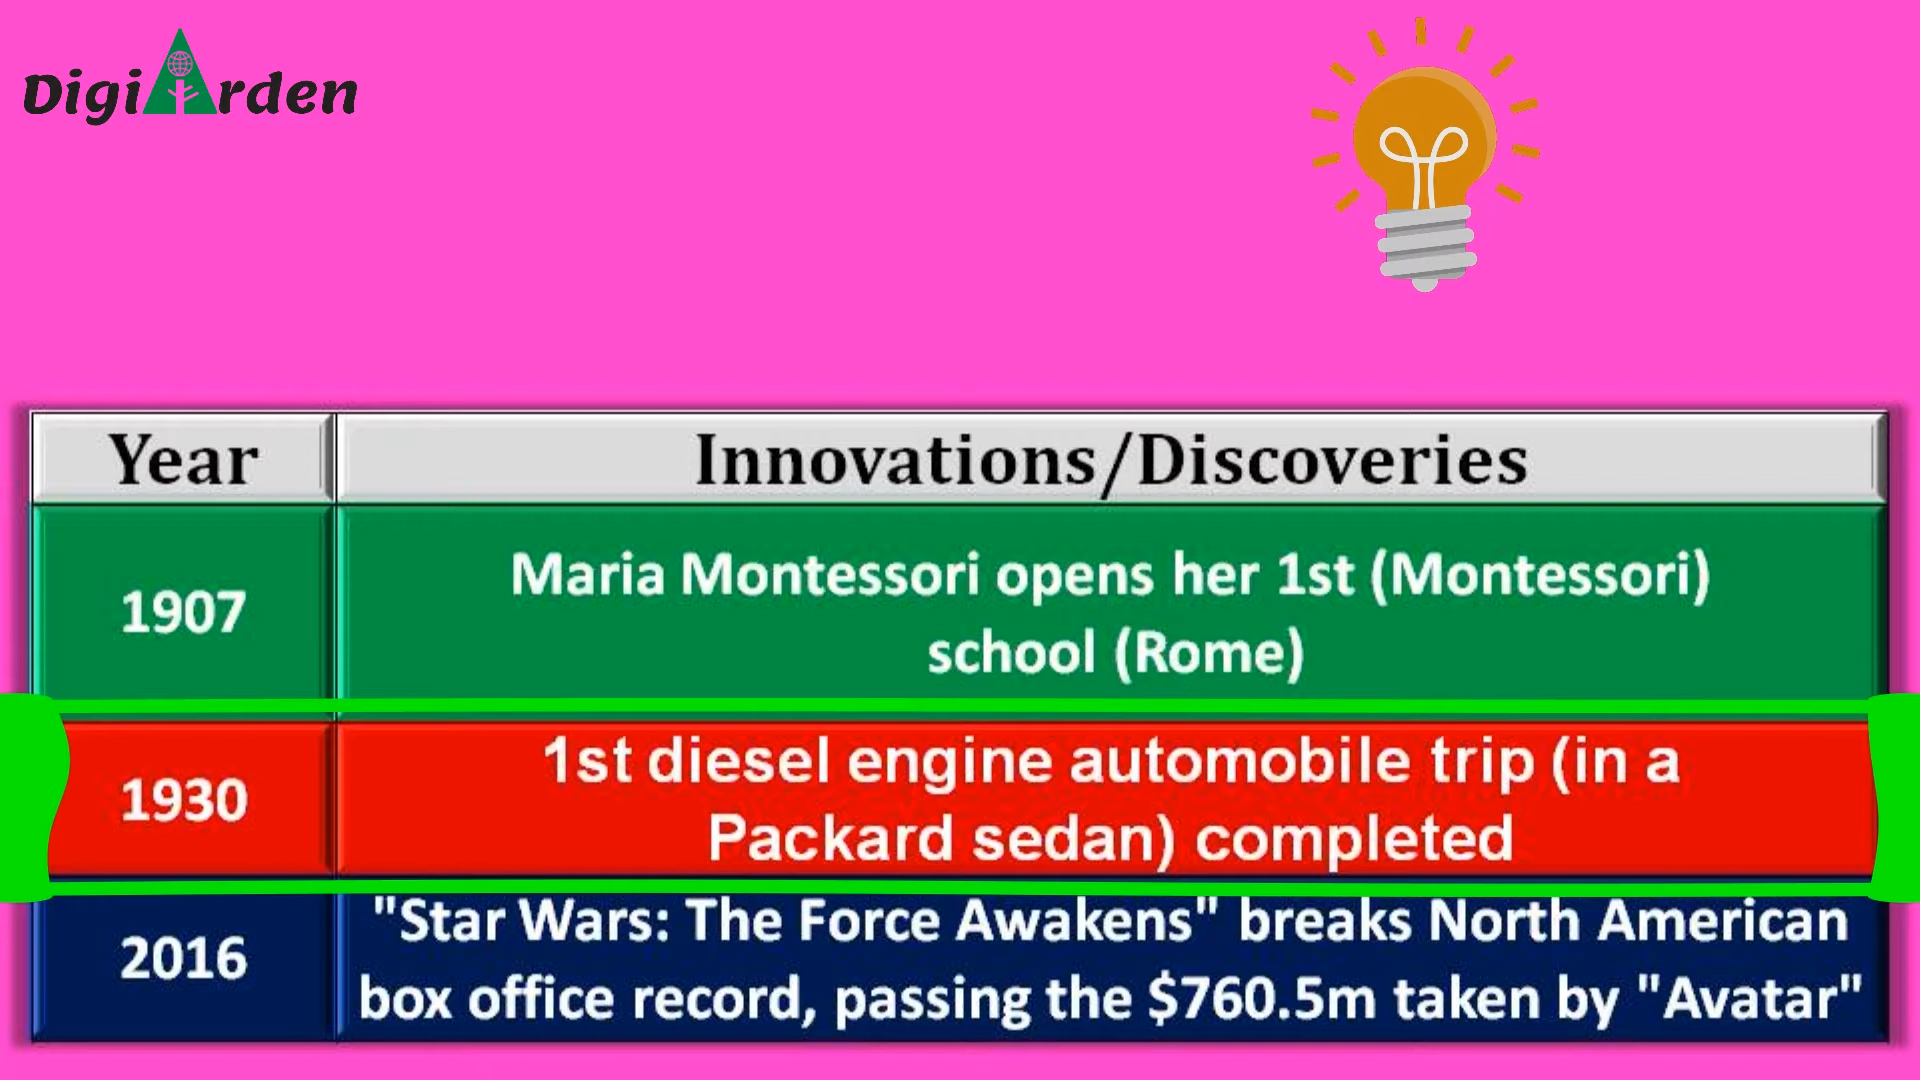 DigiArden
Year
Innovations/Discoveries
1907
Maria Montessori opens her 1st (Montessori)
school (Rome)
1930
1st diesel engine automobile trip (in a
Packard sedan) completed
2016
"Star Wars: The Force Awakens" breaks North American
box office record, passing the $760.5m taken by "Avatar"